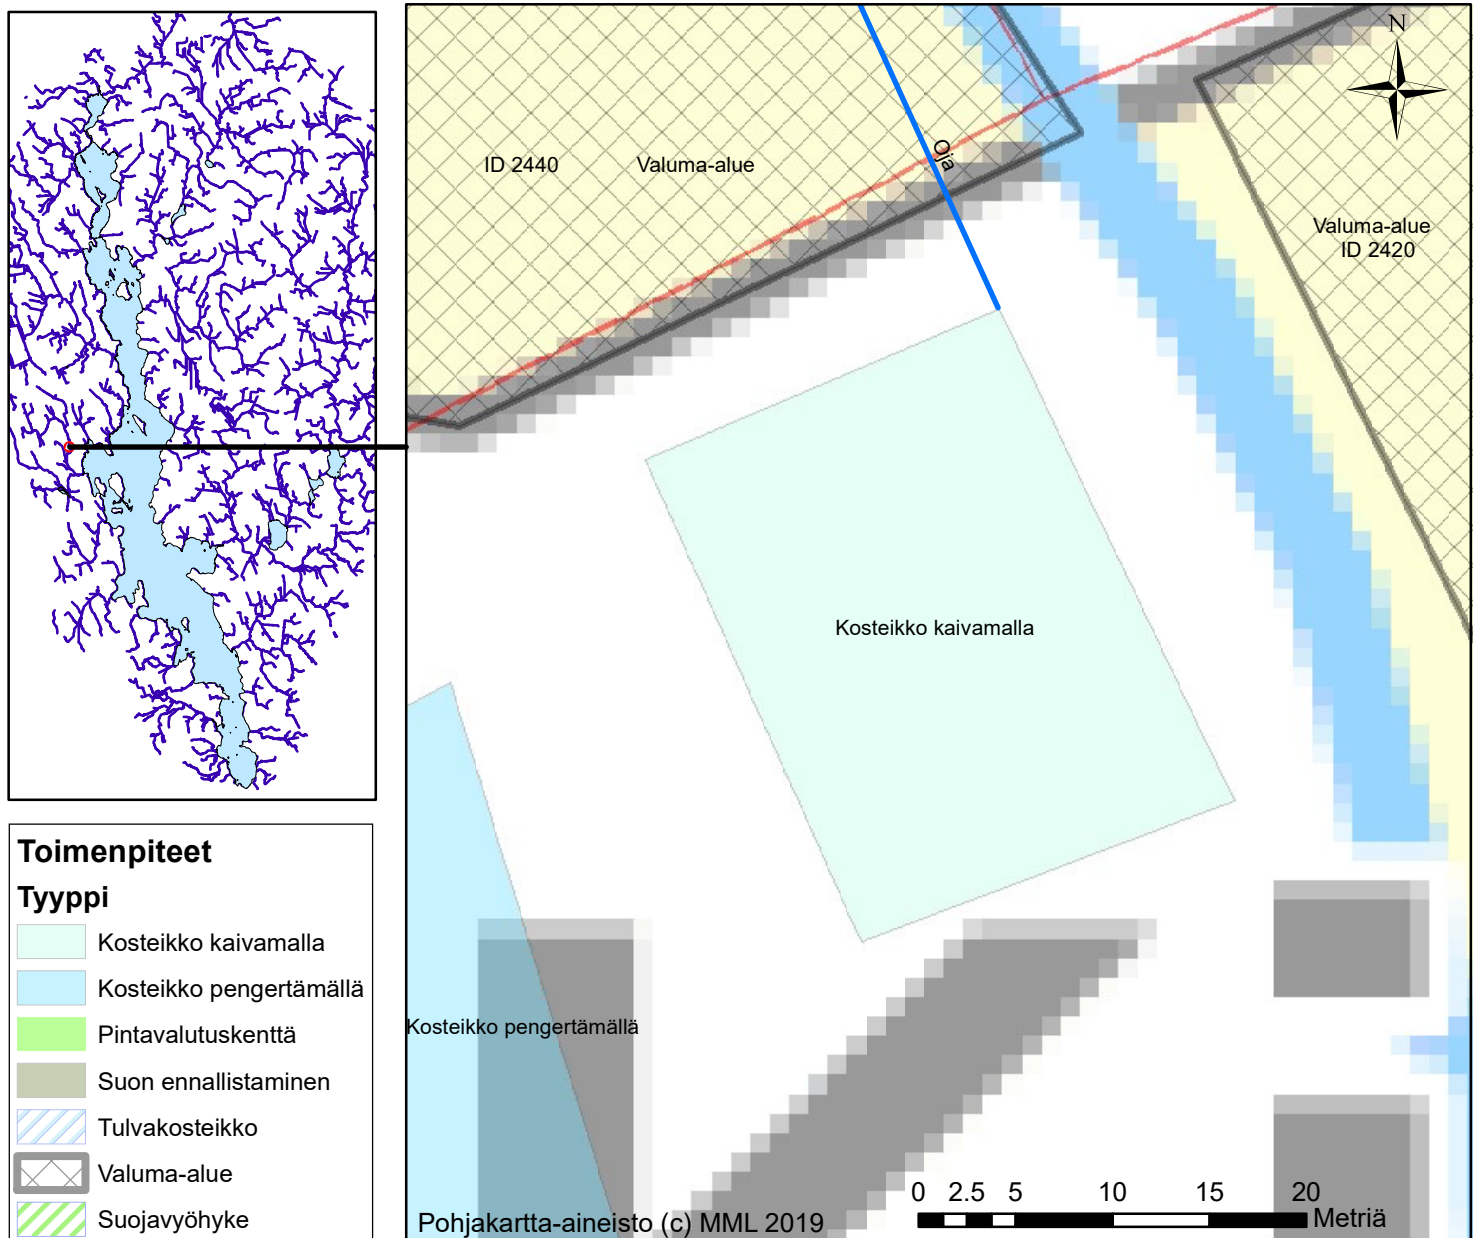 N
Oja
ID 2440 Valuma-alue
Valuma-alue
ID 2420
Kosteikko kaivamalla
Kosteikko pengertämällä
Toimenpiteet
Tyyppi
Kosteikko kaivamalla
Kosteikko pengertämällä
Pintavalutuskenttä
Suon ennallistaminen
Tulvakosteikko
Valuma-alue
Suojavyöhyke
0 2.5 5 10 15 20
Metriä
Pohjakartta-aineisto (c) MML 2019